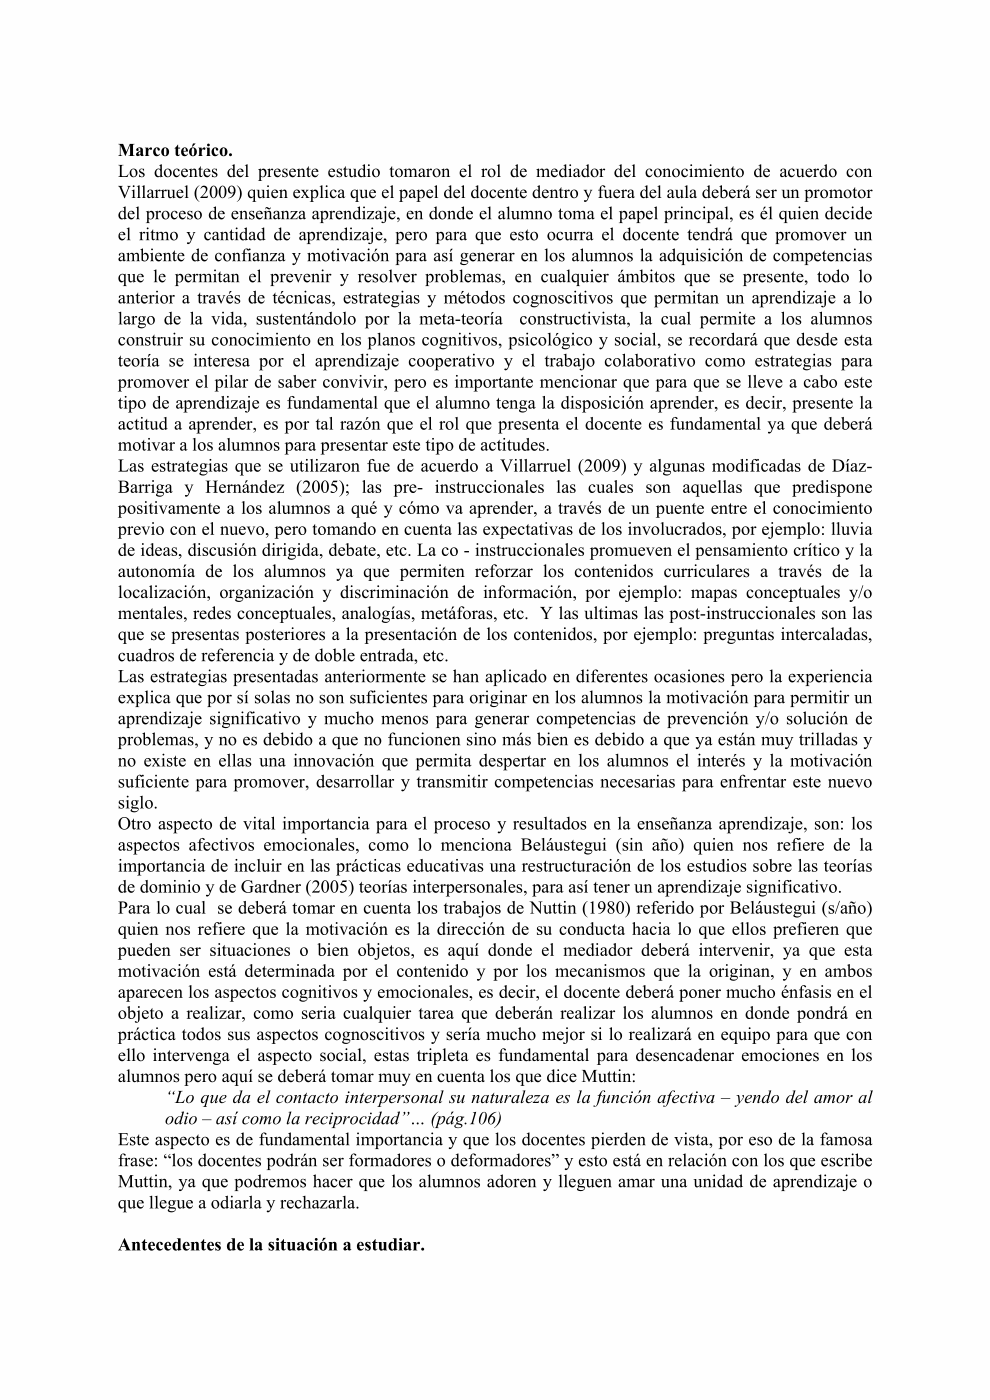 Marco teórico.
Los docentes del presente estudio tomaron el rol de mediador del conocimiento de acuerdo con
Villarruel (2009) quien explica que el papel del docente dentro y fuera del aula deberá ser un promotor
del proceso de enseñanza aprendizaje, en donde el alumno toma el papel principal, es él quien decide
el ritmo y cantidad de aprendizaje, pero para que esto ocurra el docente tendrá que promover un
ambiente de confianza y motivación para así generar en los alumnos la adquisición de competencias
que le permitan el prevenir y resolver problemas, en cualquier ámbitos que se presente, todo lo
anterior a través de técnicas, estrategias y métodos cognoscitivos que permitan un aprendizaje a lo
largo de la vida, sustentándolo por la meta-teoría  constructivista, la cual permite a los alumnos
construir su conocimiento en los planos cognitivos, psicológico y social, se recordará que desde esta
teoría se interesa por el aprendizaje cooperativo y el trabajo colaborativo como estrategias para
promover el pilar de saber convivir, pero es importante mencionar que para que se lleve a cabo este
tipo de aprendizaje es fundamental que el alumno tenga la disposición aprender, es decir, presente la
actitud a aprender, es por tal razón que el rol que presenta el docente es fundamental ya que deberá
motivar a los alumnos para presentar este tipo de actitudes.
Las estrategias que se utilizaron fue de acuerdo a Villarruel (2009) y algunas modificadas de Díaz-
Barriga y Hernández (2005); las pre- instruccionales las cuales son aquellas que predispone
positivamente a los alumnos a qué y cómo va aprender, a través de un puente entre el conocimiento
previo con el nuevo, pero tomando en cuenta las expectativas de los involucrados, por ejemplo: lluvia
de ideas, discusión dirigida, debate, etc. La co - instruccionales promueven el pensamiento crítico y la
autonomía de los alumnos ya que permiten reforzar los contenidos curriculares a través de la
localización, organización y discriminación de información, por ejemplo: mapas conceptuales y/o
mentales, redes conceptuales, analogías, metáforas, etc.  Y las ultimas las post-instruccionales son las
que se presentas posteriores a la presentación de los contenidos, por ejemplo: preguntas intercaladas,
cuadros de referencia y de doble entrada, etc.
Las estrategias presentadas anteriormente se han aplicado en diferentes ocasiones pero la experiencia
explica que por sí solas no son suficientes para originar en los alumnos la motivación para permitir un
aprendizaje significativo y mucho menos para generar competencias de prevención y/o solución de
problemas, y no es debido a que no funcionen sino más bien es debido a que ya están muy trilladas y
no existe en ellas una innovación que permita despertar en los alumnos el interés y la motivación
suficiente para promover, desarrollar y transmitir competencias necesarias para enfrentar este nuevo
siglo.
Otro aspecto de vital importancia para el proceso y resultados en la enseñanza aprendizaje, son: los
aspectos afectivos emocionales, como lo menciona Beláustegui (sin año) quien nos refiere de la
importancia de incluir en las prácticas educativas una restructuración de los estudios sobre las teorías
de dominio y de Gardner (2005) teorías interpersonales, para así tener un aprendizaje significativo.
Para lo cual  se deberá tomar en cuenta los trabajos de Nuttin (1980) referido por Beláustegui (s/año)
quien nos refiere que la motivación es la dirección de su conducta hacia lo que ellos prefieren que
pueden ser situaciones o bien objetos, es aquí donde el mediador deberá intervenir, ya que esta
motivación está determinada por el contenido y por los mecanismos que la originan, y en ambos
aparecen los aspectos cognitivos y emocionales, es decir, el docente deberá poner mucho énfasis en el
objeto a realizar, como seria cualquier tarea que deberán realizar los alumnos en donde pondrá en
práctica todos sus aspectos cognoscitivos y sería mucho mejor si lo realizará en equipo para que con
ello intervenga el aspecto social, estas tripleta es fundamental para desencadenar emociones en los
alumnos pero aquí se deberá tomar muy en cuenta los que dice Muttin:
“Lo que da el contacto interpersonal su naturaleza es la función afectiva – yendo del amor al
odio – así como la reciprocidad”… (pág.106)
Este aspecto es de fundamental importancia y que los docentes pierden de vista, por eso de la famosa
frase: “los docentes podrán ser formadores o deformadores” y esto está en relación con los que escribe
Muttin, ya que podremos hacer que los alumnos adoren y lleguen amar una unidad de aprendizaje o
que llegue a odiarla y rechazarla.
Antecedentes de la situación a estudiar.